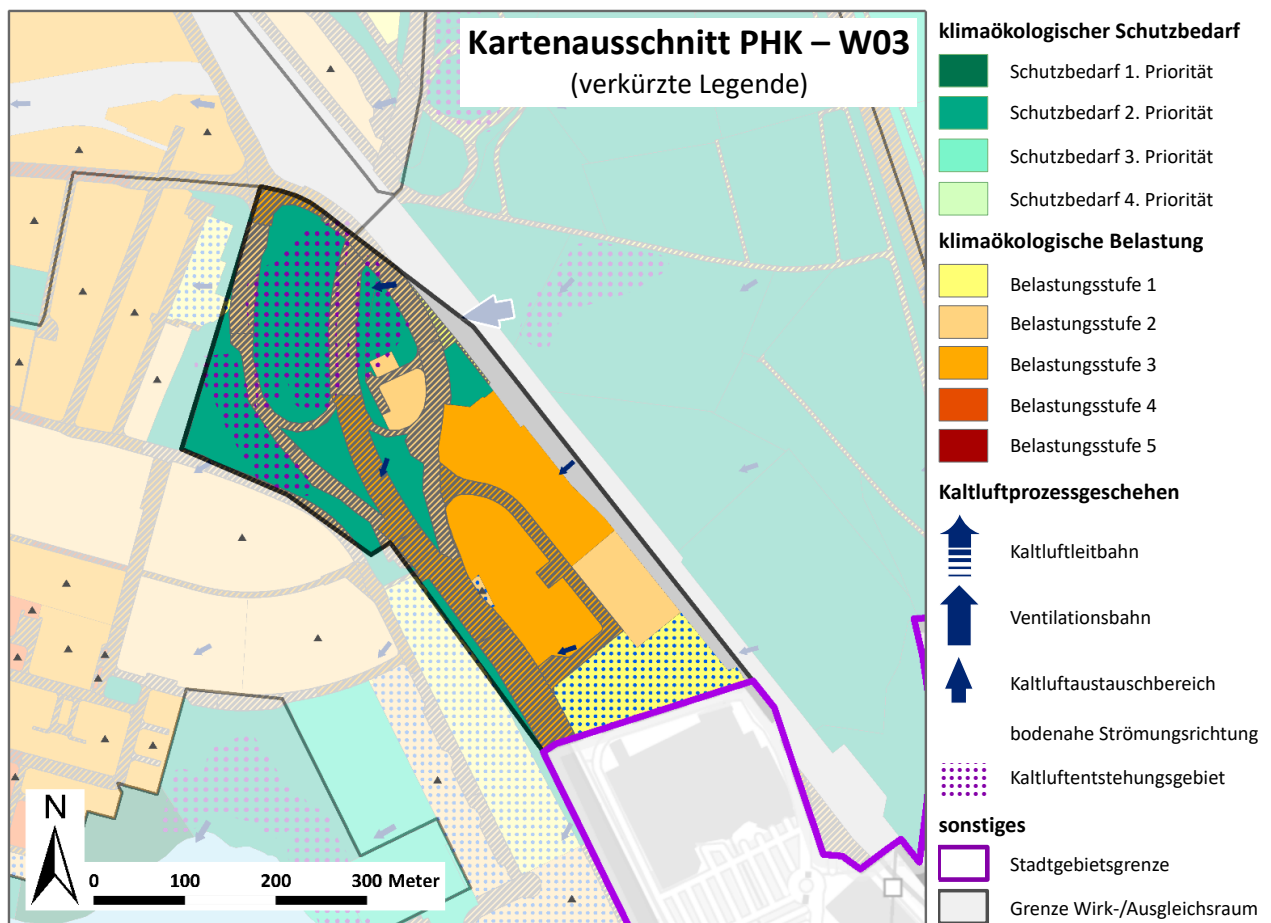 Kartenausschnitt PHK – W03
(verkürzte Legende)
klimaökologischer Schutzbedarf
Schutzbedarf 1. Priorität
Schutzbedarf 2. Priorität
Schutzbedarf 3. Priorität
Schutzbedarf 4. Priorität
klimaökologische Belastung
Belastungsstufe 1
Belastungsstufe 2
Belastungsstufe 3
Belastungsstufe 4
Belastungsstufe 5
Kaltluftprozessgeschehen
Kaltluftleitbahn
Ventilationsbahn
Kaltluftaustauschbereich
bodenahe Strömungsrichtung
Kaltluftentstehungsgebiet
sonstiges
Stadtgebietsgrenze
Grenze Wirk-/Ausgleichsraum
N
0 100 200 300 Meter